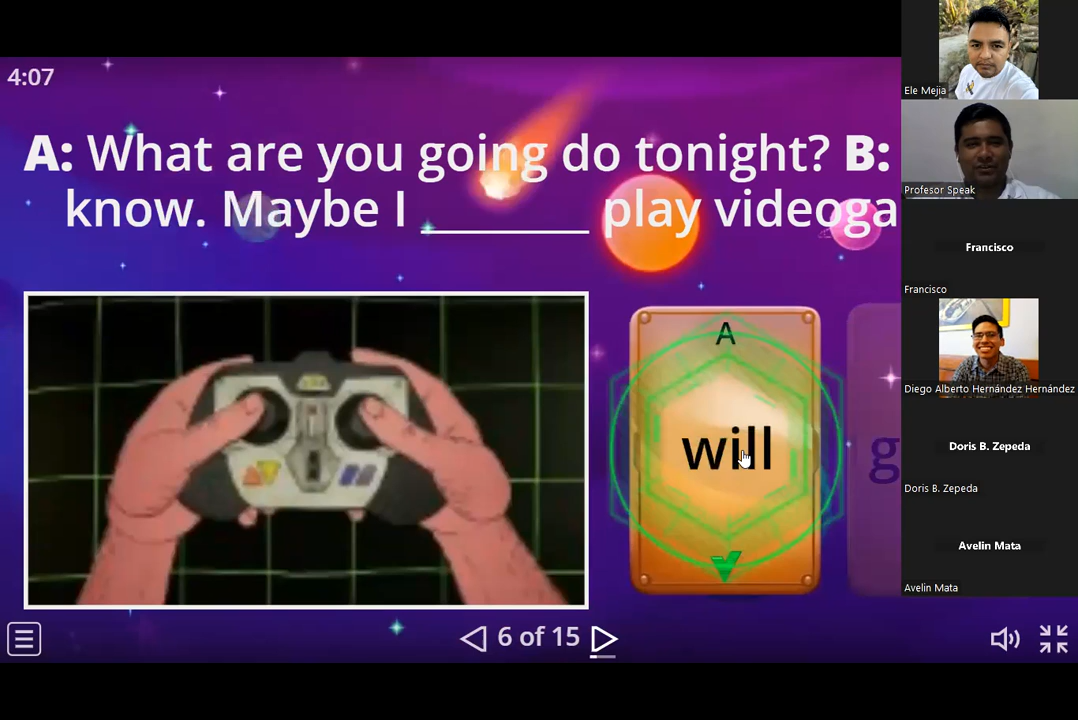 4:07
A: What are you going do tonight? B:
know. Maybe I ________ play videoga
A
will
g
6 of 15
Ele Mejia
Profesor Speak
Francisco
Francisco
Diego Alberto Hernández Hernández
Doris B. Zepeda
Doris B. Zepeda
Avelin Mata
Avelin Mata